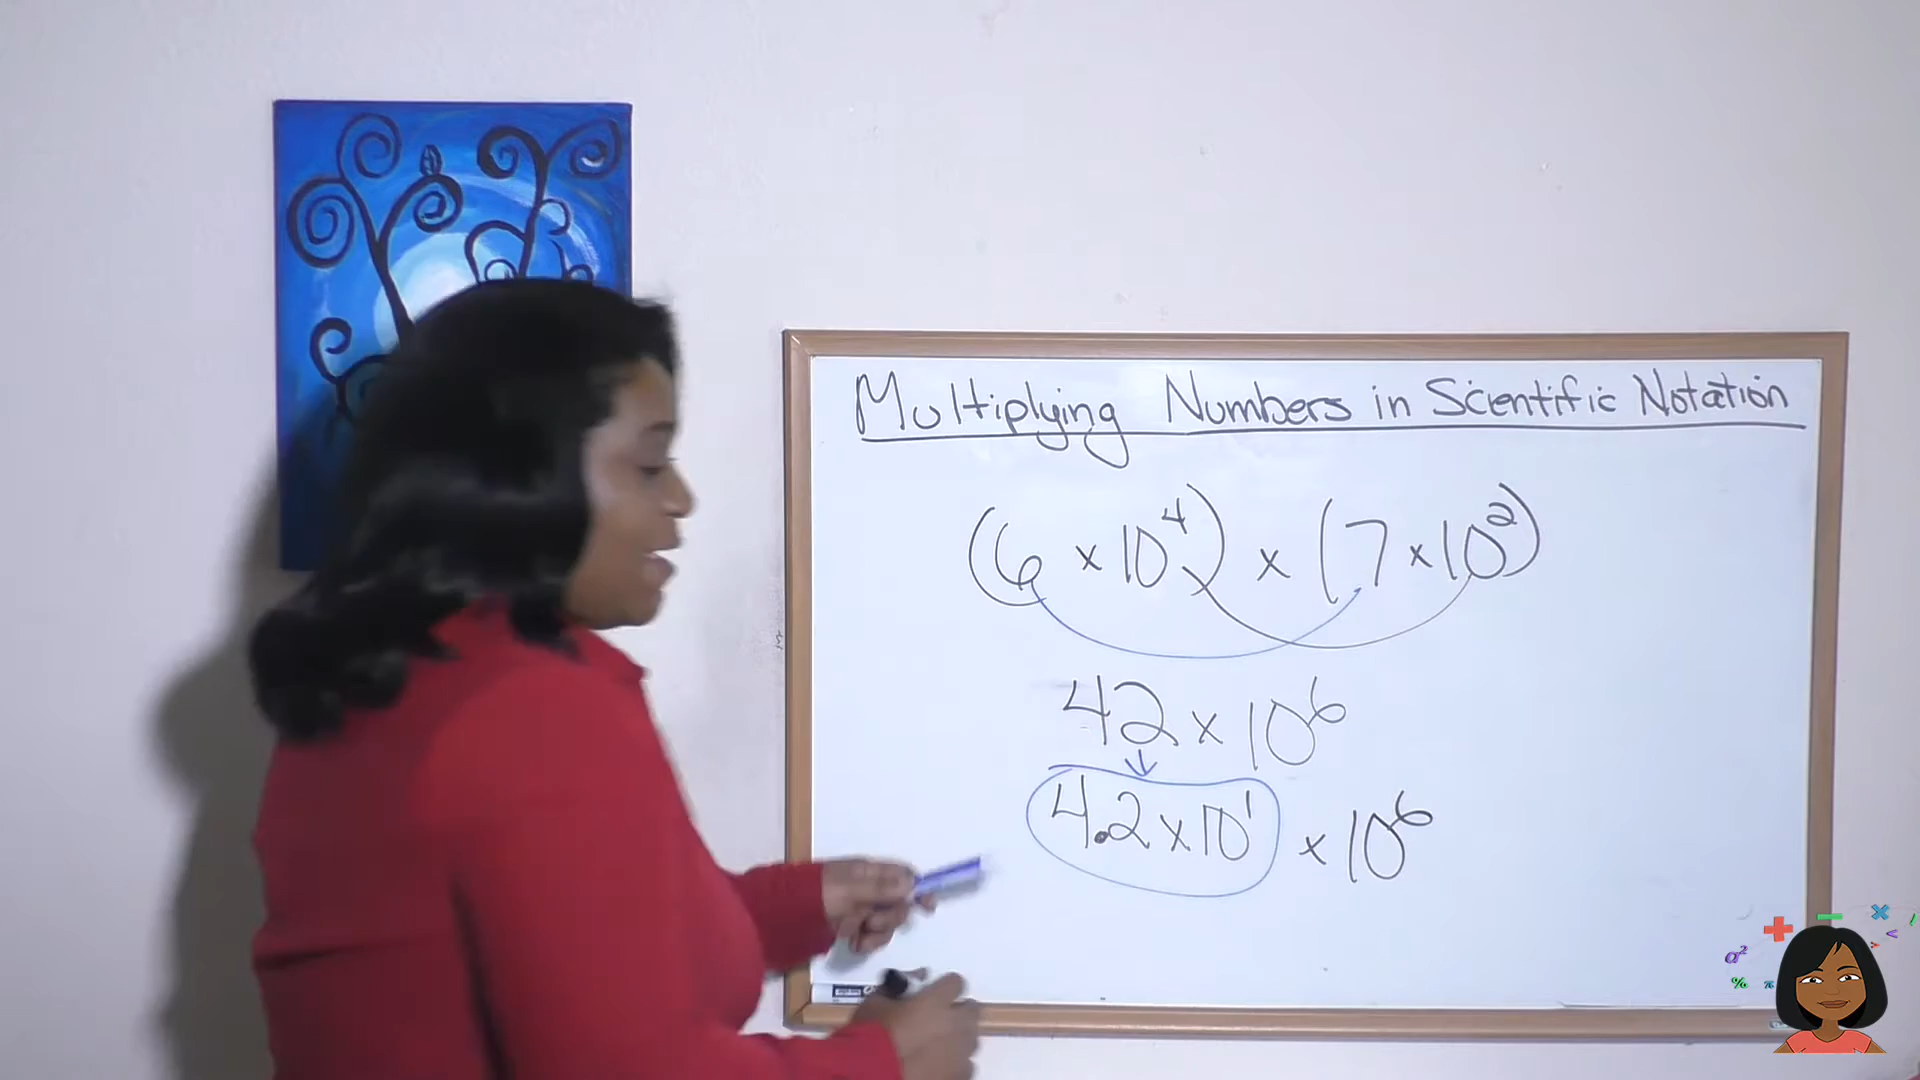 Multiplying Numbers in Scientific Notation
(6 × 10⁴) × (7 × 10²)
42 × 10⁶
4.2 × 10¹ × 10⁶